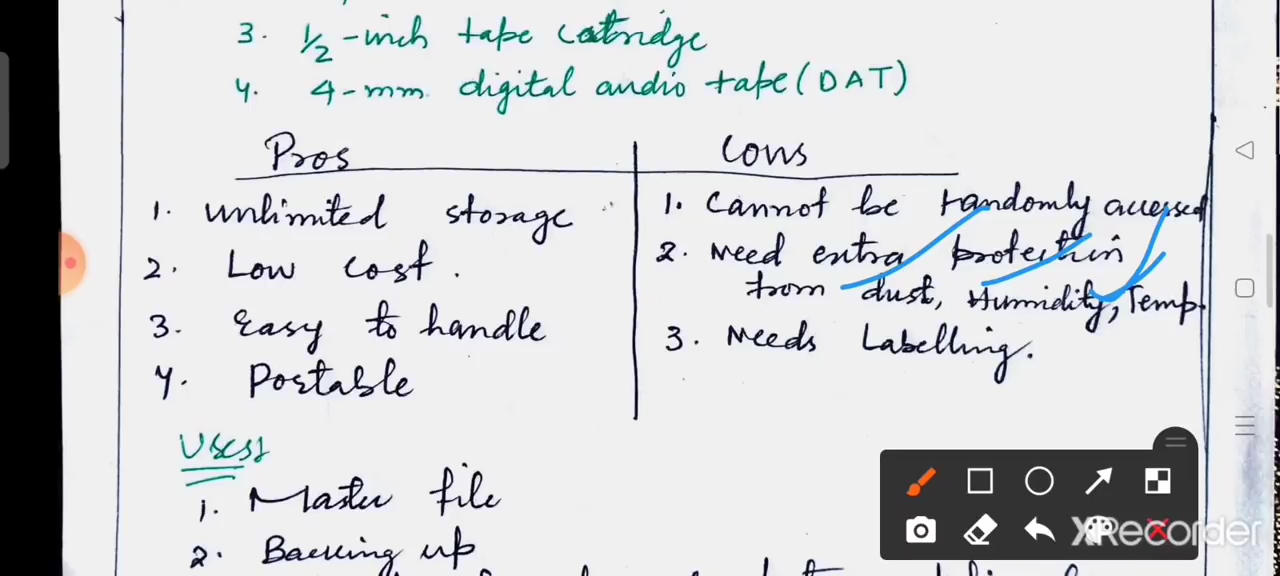 3. 1/2-inch tape catridge
4. 4-mm digital audio tape (DAT)
Pros
Cons
1. unlimited storage
2. Low cost.
3. Easy to handle
4. Portable
1. Cannot be randomly accessed
2. Need extra protection
from dust, Humidity, Temp.
3. Needs Labelling.
Uses
1. Master file
2. Backing up
XRecorder